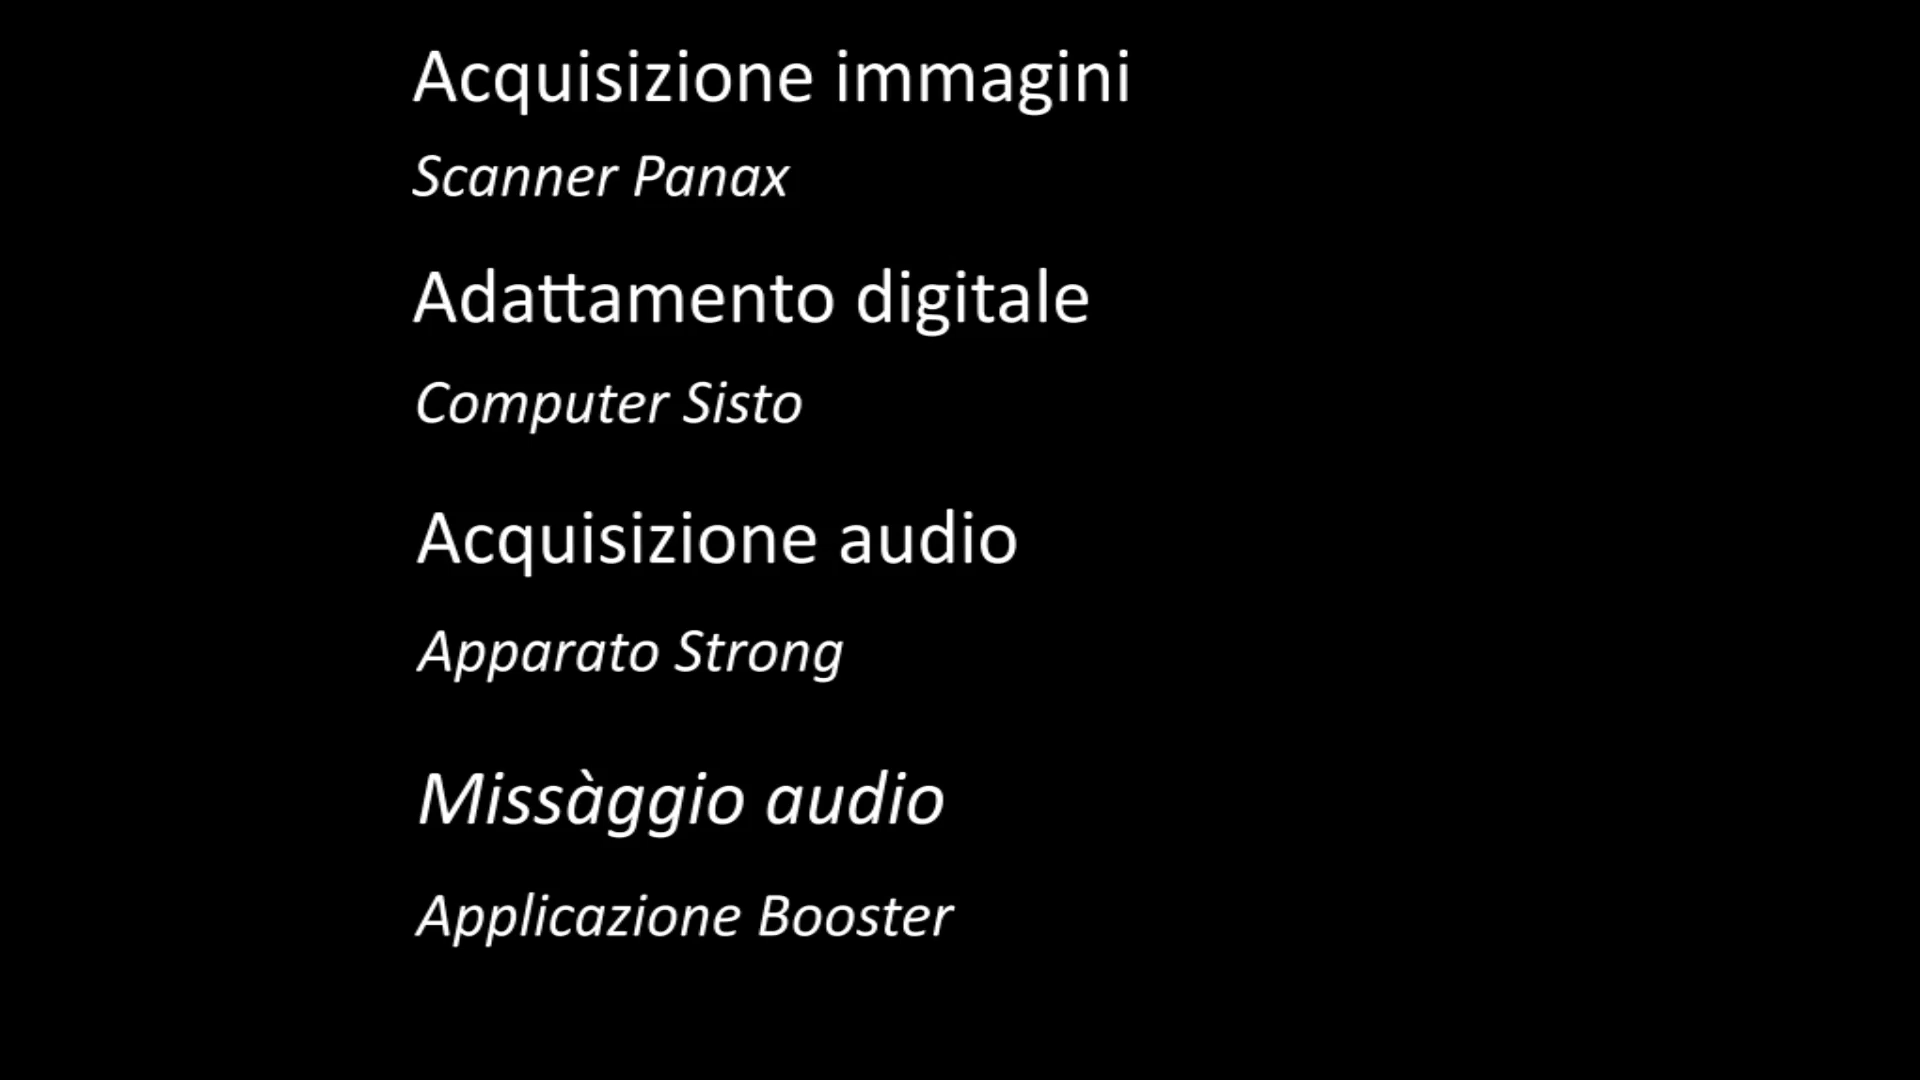 Acquisizione immagini
Scanner Panax
Adattamento digitale
Computer Sisto
Acquisizione audio
Apparato Strong
Missàggio audio
Applicazione Booster